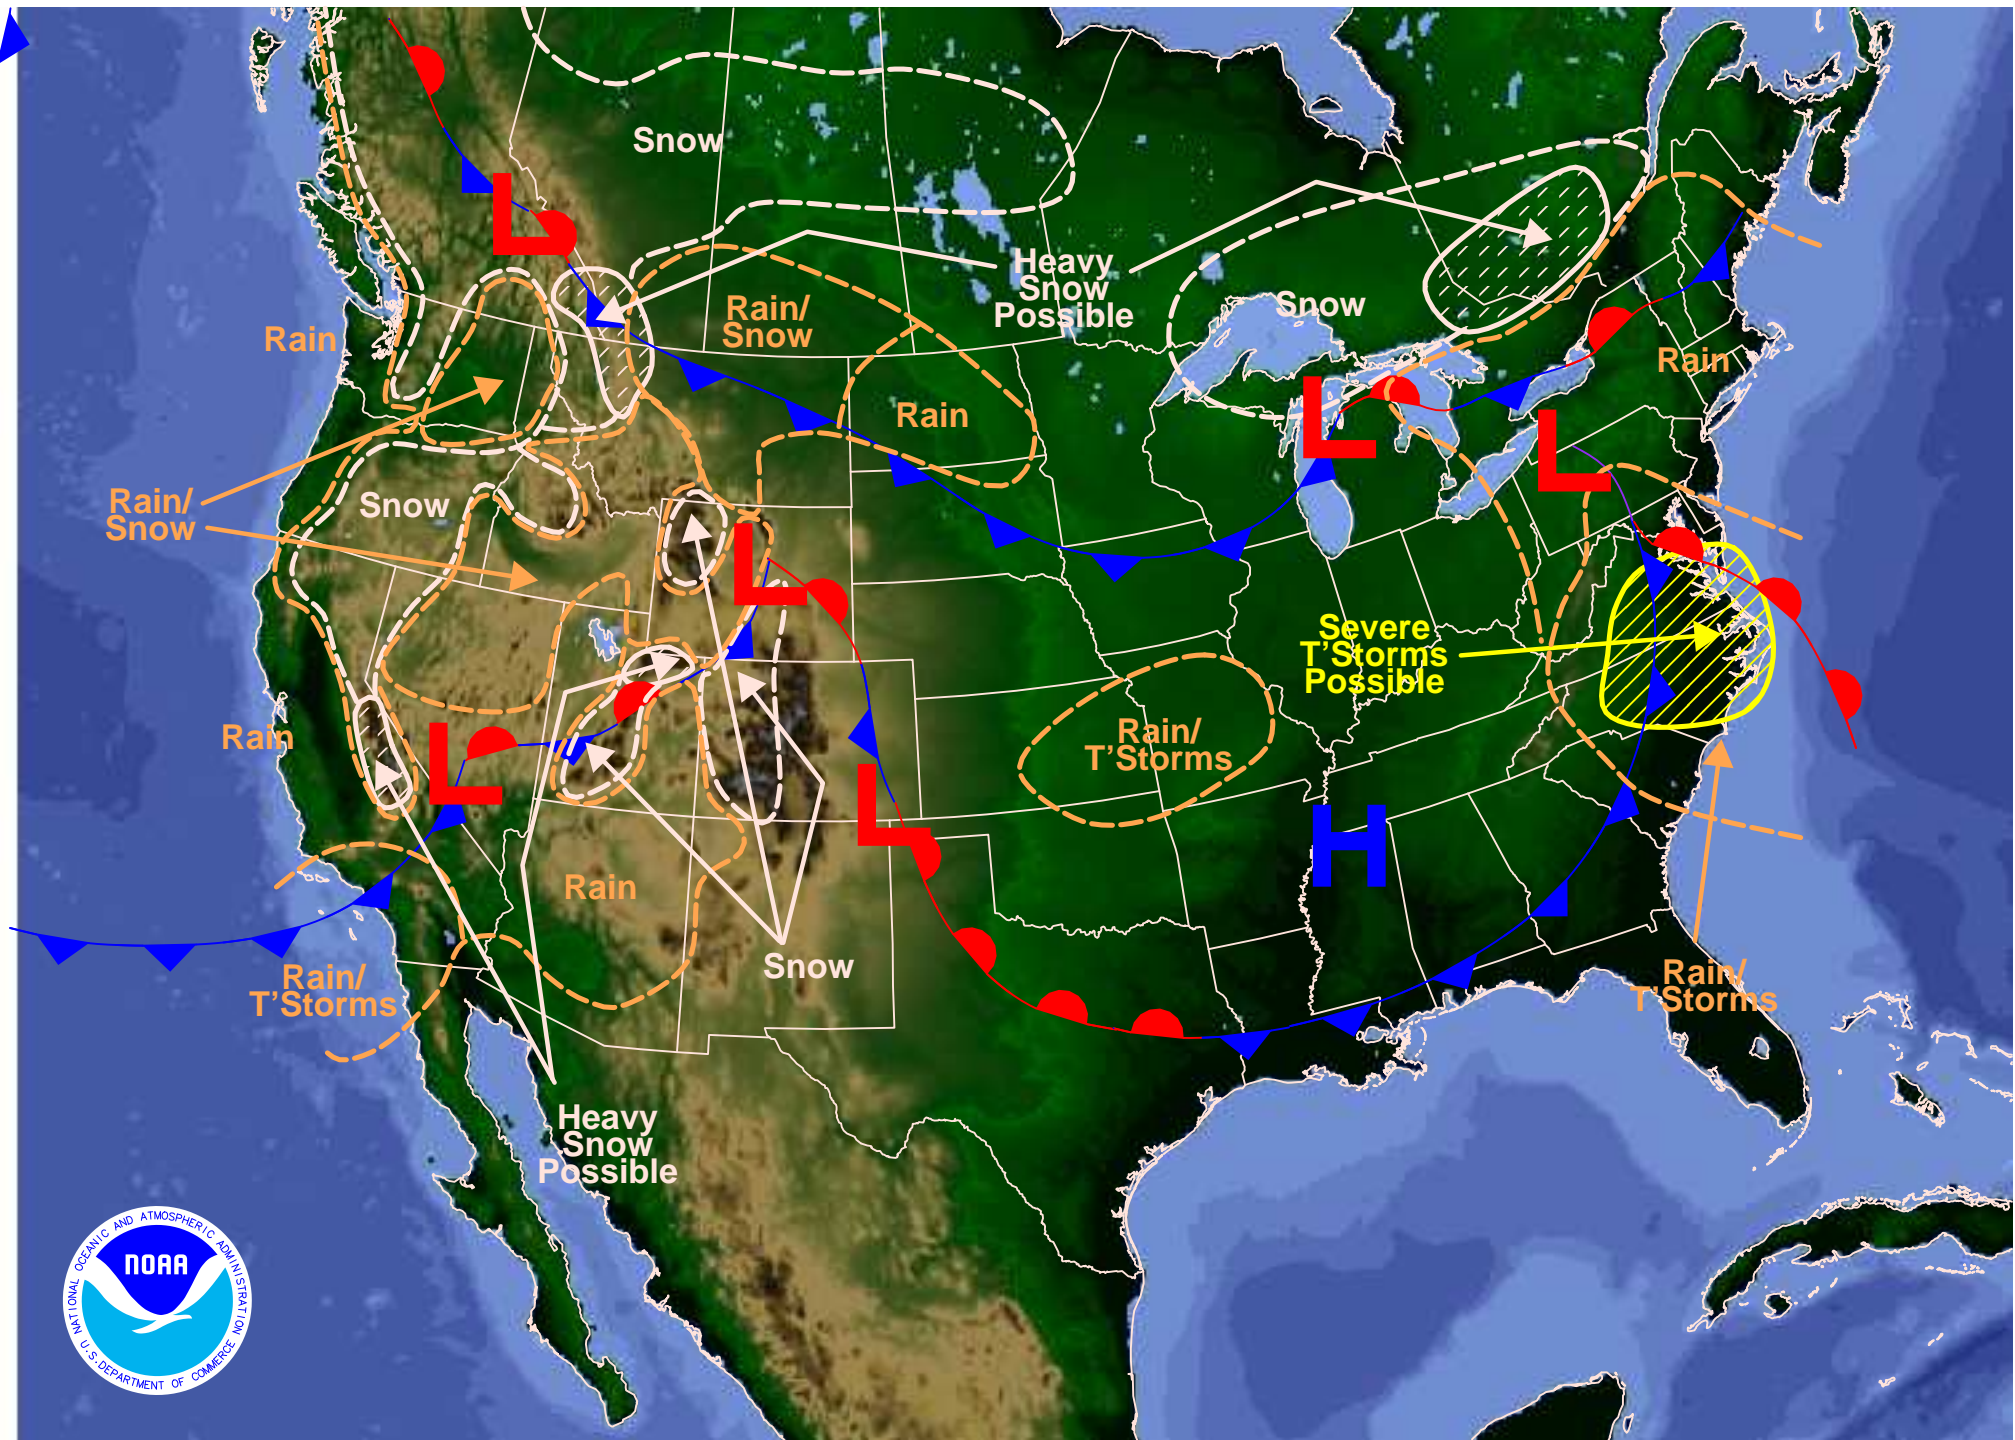 Snow
Heavy
Snow
Possible
Snow
Rain/
Snow
Rain
Rain
Rain
Rain/
Snow
Snow
L
L
L
L
L
L
H
Severe
T'Storms
Possible
Rain/
T'Storms
Rain
Rain
Snow
Rain/
T'Storms
Rain/
T'Storms
Heavy
Snow
Possible
NATIONAL OCEANIC AND ATMOSPHERIC ADMINISTRATION
NOAA
U.S. DEPARTMENT OF COMMERCE